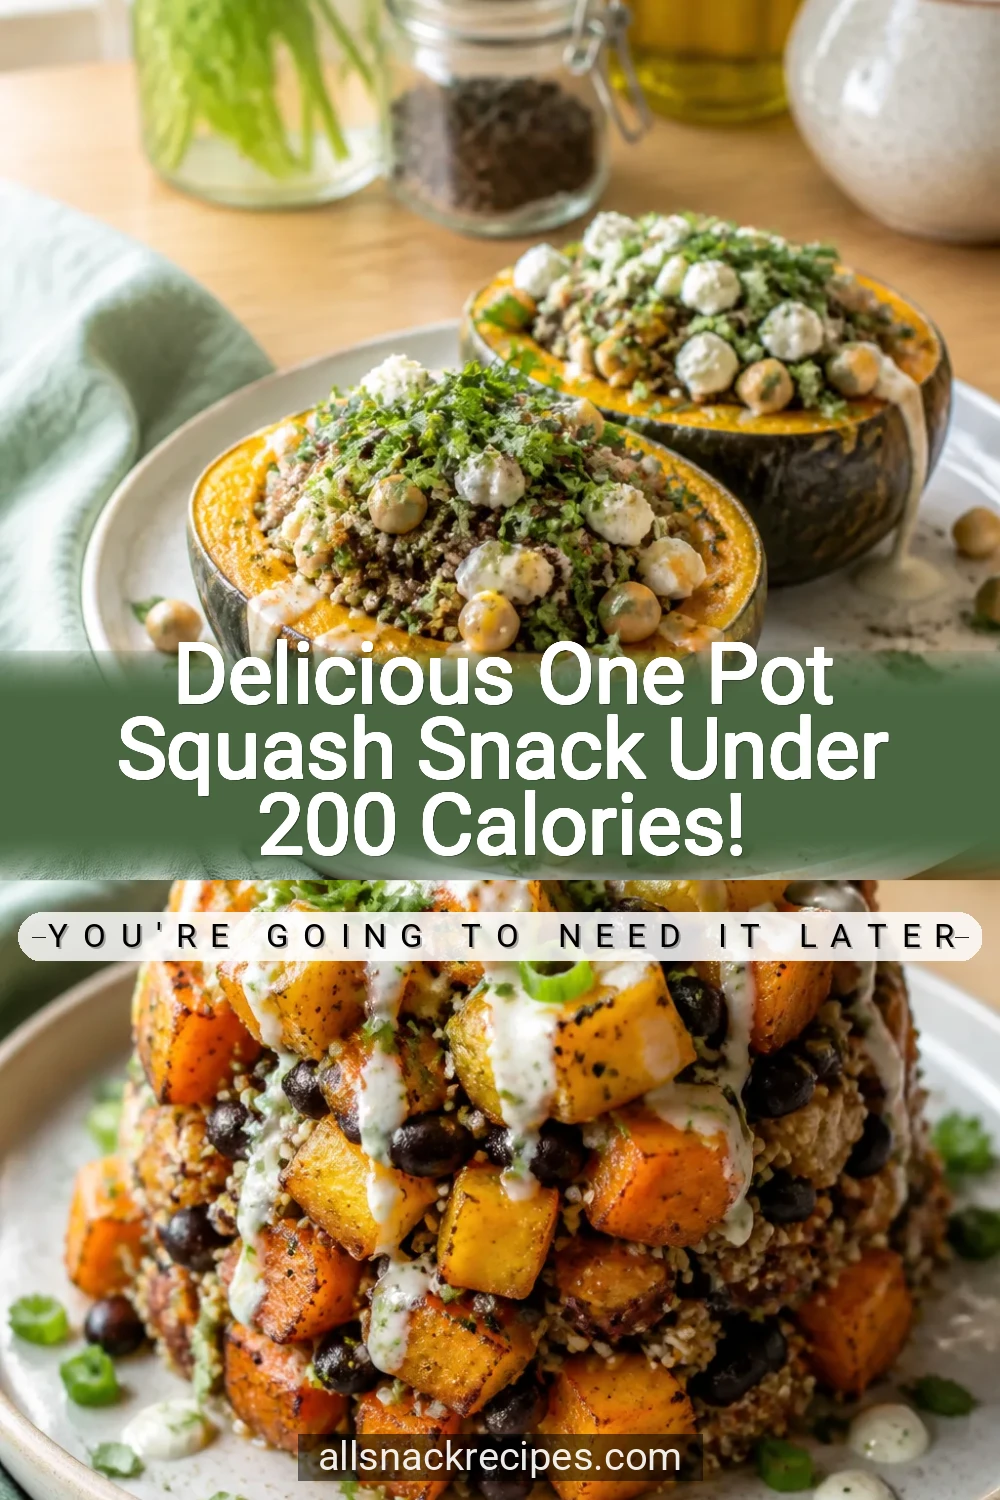 Delicious One Pot
Squash Snack Under
200 Calories!
–YOU'RE GOING TO NEED IT LATER–
allsnackrecipes.com